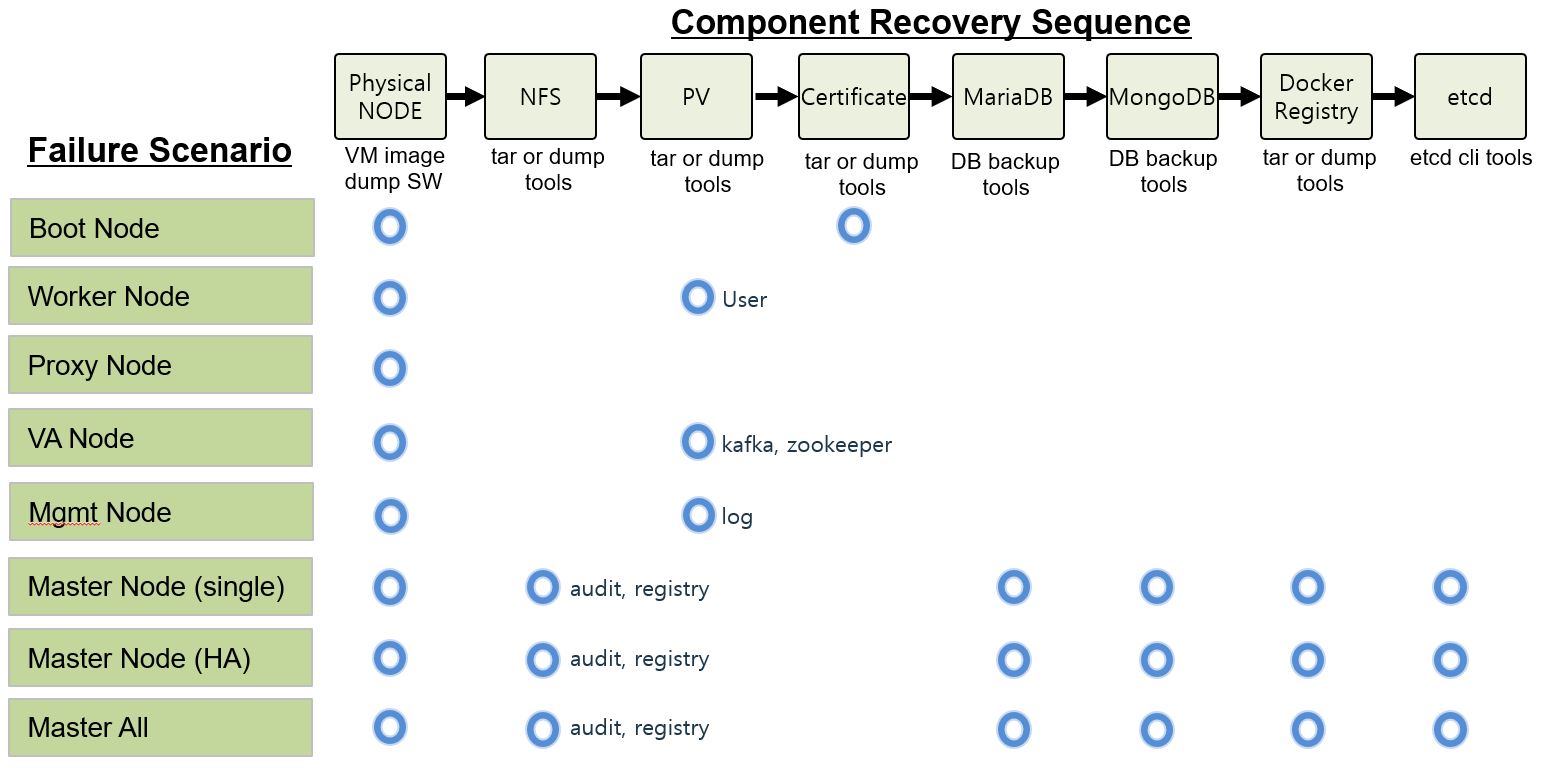 Component Recovery Sequence
Physical
NODE
NFS
PV
Certificate
MariaDB
MongoDB
Docker
Registry
etcd
Failure Scenario
VM image
dump SW
tar or dump
tools
tar or dump
tools
tar or dump
tools
DB backup
tools
DB backup
tools
tar or dump
tools
etcd cli tools
Boot Node
Worker Node
User
Proxy Node
VA Node
kafka, zookeeper
Mgmt Node
log
Master Node (single)
audit, registry
Master Node (HA)
audit, registry
Master All
audit, registry